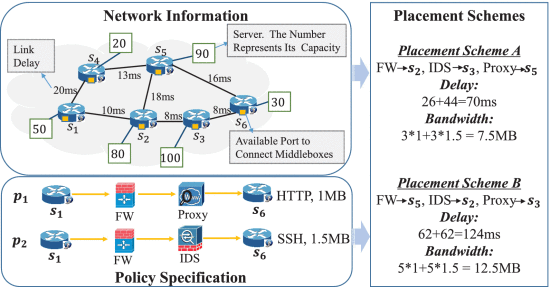 Network Information
Link
Delay
20
Server. The Number
Represents Its Capacity
s4
s5
90
20ms
13ms
16ms
18ms
30
50
s1
10ms
8ms
8ms
s6
s2
s3
80
100
Available Port to
Connect Middleboxes
p1
s1
FW
Proxy
s6
HTTP, 1MB
p2
s1
FW
IDS
s6
SSH, 1.5MB
Policy Specification
Placement Schemes
Placement Scheme A
FW→s2, IDS→s3, Proxy→s5
Delay:
26+44=70ms
Bandwidth:
3*1+3*1.5 = 7.5MB
Placement Scheme B
FW→s5, IDS→s2, Proxy→s3
Delay:
62+62=124ms
Bandwidth:
5*1+5*1.5 = 12.5MB